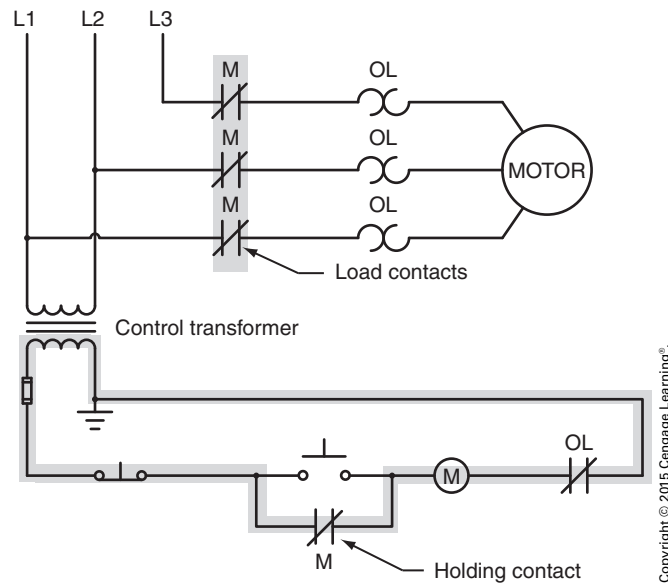 L1 L2 L3
M OL
M OL
MOTOR
M OL
Load contacts
Control transformer
OL
M
M
Holding contact
Copyright © 2015 Cengage Learning®.